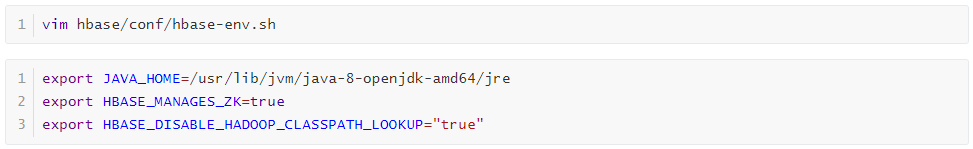 1 vim hbase/conf/hbase-env.sh
1 export JAVA_HOME=/usr/lib/jvm/java-8-openjdk-amd64/jre
2 export HBASE_MANAGES_ZK=true
3 export HBASE_DISABLE_HADOOP_CLASSPATH_LOOKUP="true"